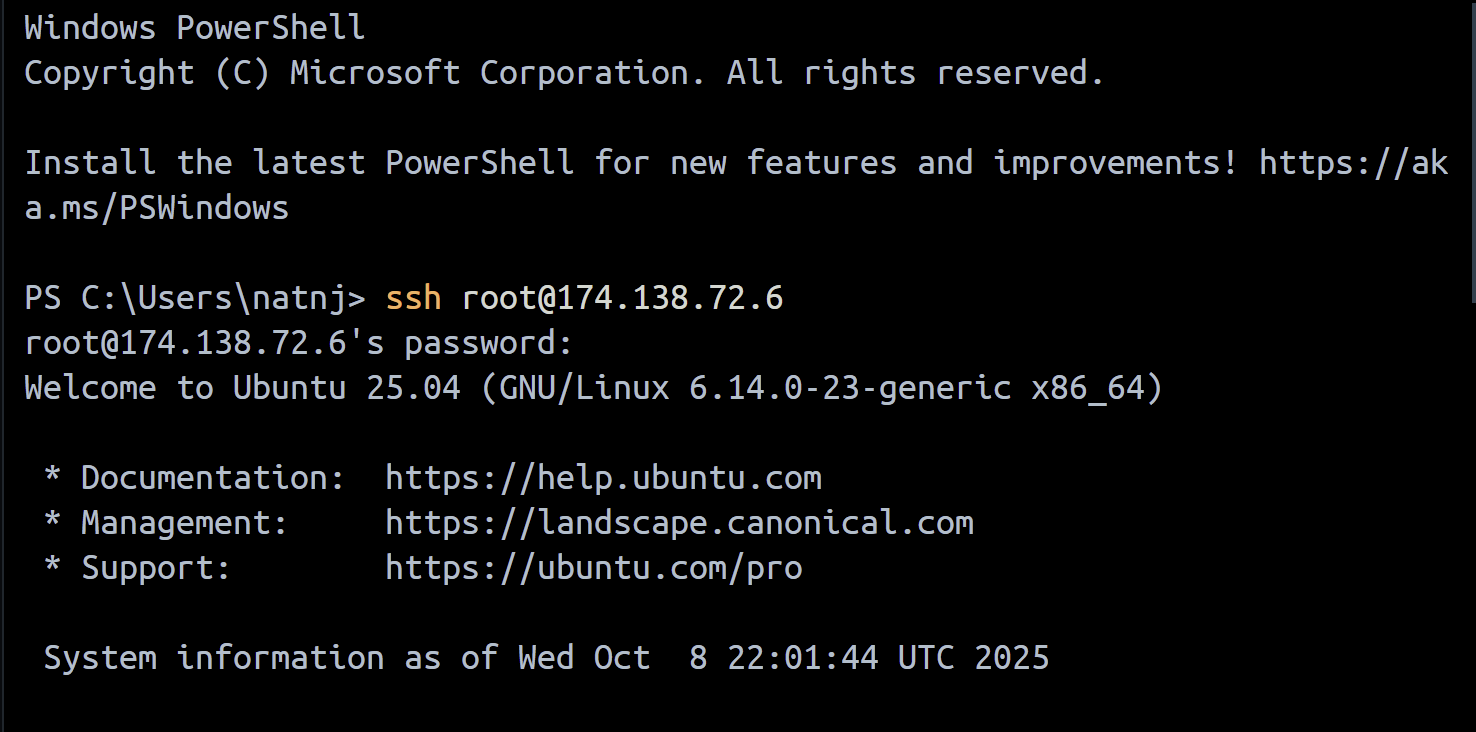 Windows PowerShell
Copyright (C) Microsoft Corporation. All rights reserved.
Install the latest PowerShell for new features and improvements! https://ak
a.ms/PSWindows
PS C:\Users\natnj> ssh root@174.138.72.6
root@174.138.72.6's password:
Welcome to Ubuntu 25.04 (GNU/Linux 6.14.0-23-generic x86_64)
* Documentation:  https://help.ubuntu.com
* Management:     https://landscape.canonical.com
* Support:        https://ubuntu.com/pro
System information as of Wed Oct  8 22:01:44 UTC 2025